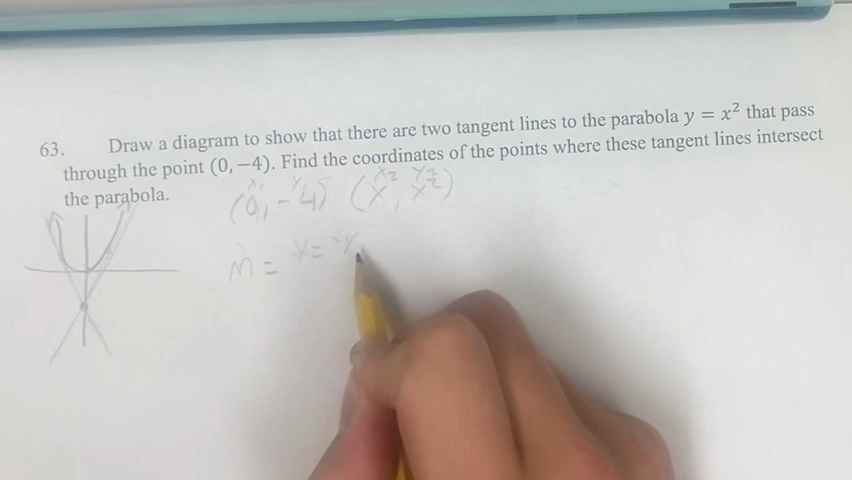 63. Draw a diagram to show that there are two tangent lines to the parabola y = x² that pass
through the point (0, −4). Find the coordinates of the points where these tangent lines intersect
the parabola.
x₁ y₁ x₂ y₂
(0, -4) (x, x²)
m = y₂ - y₁